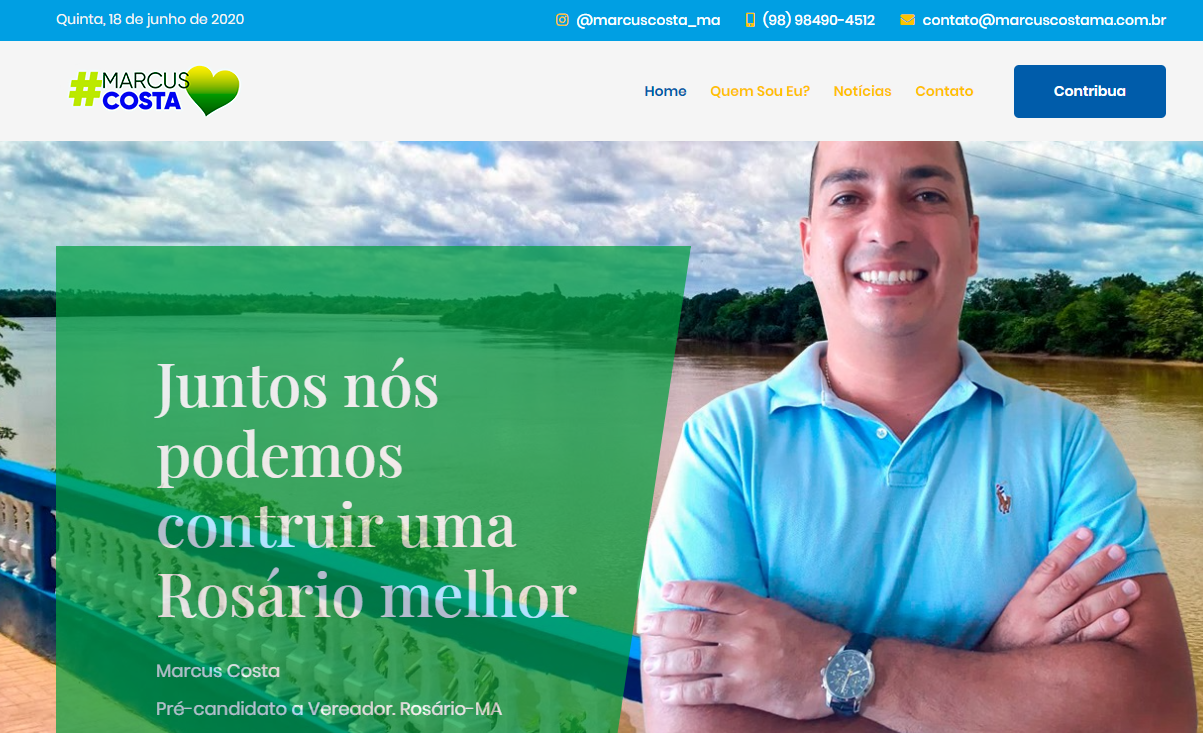 Quinta, 18 de junho de 2020
@marcuscosta_ma
(98) 98490-4512
contato@marcuscostama.com.br
#MARCUS
COSTA
Home
Quem Sou Eu?
Notícias
Contato
Contribua
Juntos nós
podemos
contruir uma
Rosário melhor
Marcus Costa
Pré-candidato a Vereador. Rosário-MA